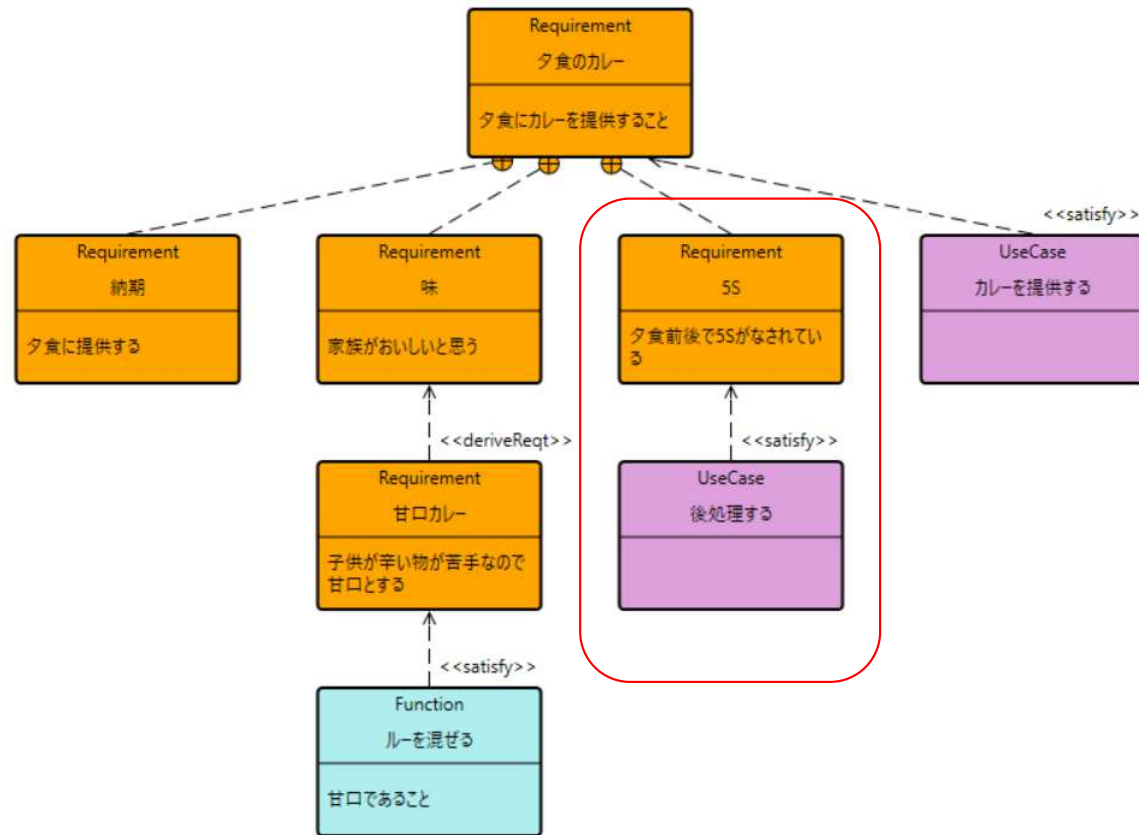 Requirement
夕食のカレー
夕食にカレーを提供すること
<<satisfy>>
Requirement
納期
夕食に提供する
Requirement
味
家族がおいしいと思う
Requirement
5S
夕食前後で5Sがなされてい
る
UseCase
カレーを提供する
<<deriveReqt>>
<<satisfy>>
Requirement
甘口カレー
子供が辛い物が苦手なので
甘口とする
UseCase
後処理する
<<satisfy>>
Function
ルーを混ぜる
甘口であること